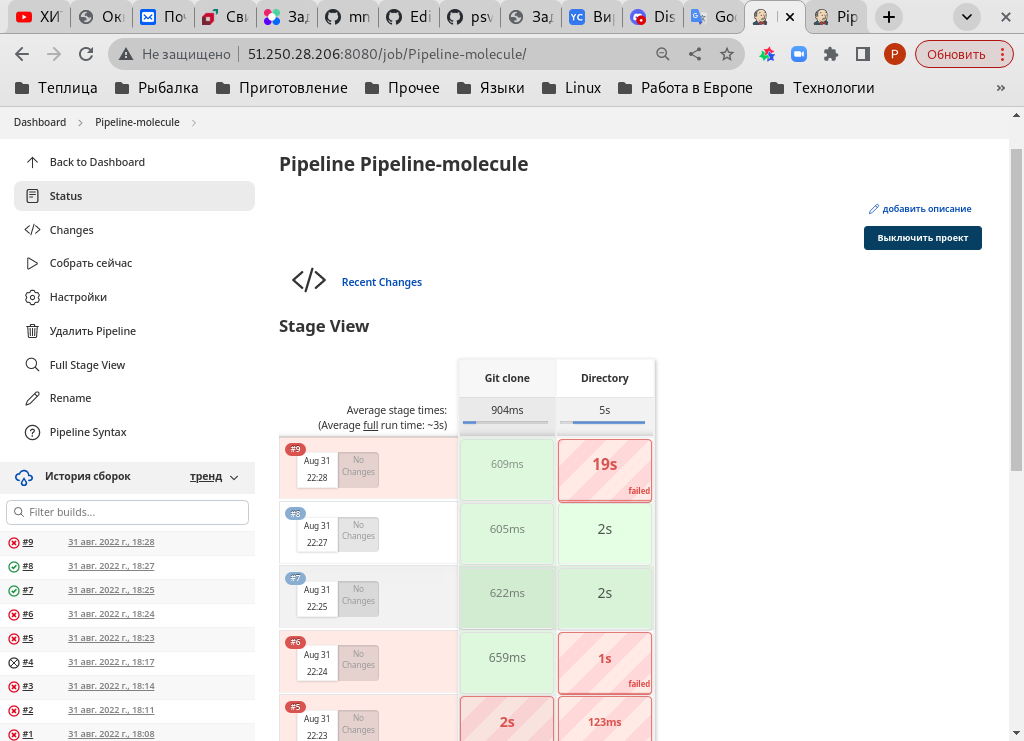 ХИ
Ок
По
Сви
Зад
mn
Edi
psv
Зад
YC Ви
Dis
Goo
Pip
Не защищено 51.250.28.206:8080/job/Pipeline-molecule/
P
Обновить
Теплица
Рыбалка
Приготовление
Прочее
Языки
Linux
Работа в Европе
Технологии
»
Dashboard
Pipeline-molecule
Back to Dashboard
Status
Changes
Собрать сейчас
Настройки
Удалить Pipeline
Full Stage View
Rename
Pipeline Syntax
История сборок тренд
Filter builds...
#9 31 авг. 2022 г., 18:28
#8 31 авг. 2022 г., 18:27
#7 31 авг. 2022 г., 18:25
#6 31 авг. 2022 г., 18:24
#5 31 авг. 2022 г., 18:23
#4 31 авг. 2022 г., 18:17
#3 31 авг. 2022 г., 18:14
#2 31 авг. 2022 г., 18:11
#1 31 авг. 2022 г., 18:08
Pipeline Pipeline-molecule
добавить описание
Выключить проект
Recent Changes
Stage View
Git clone Directory
Average stage times: 904ms 5s
(Average full run time: ~3s)
#9
Aug 31
22:28
No
Changes
609ms
19s
failed
#8
Aug 31
22:27
No
Changes
605ms
2s
#7
Aug 31
22:25
No
Changes
622ms
2s
#6
Aug 31
22:24
No
Changes
659ms
1s
failed
#5
Aug 31
22:23
No
Changes
2s
123ms